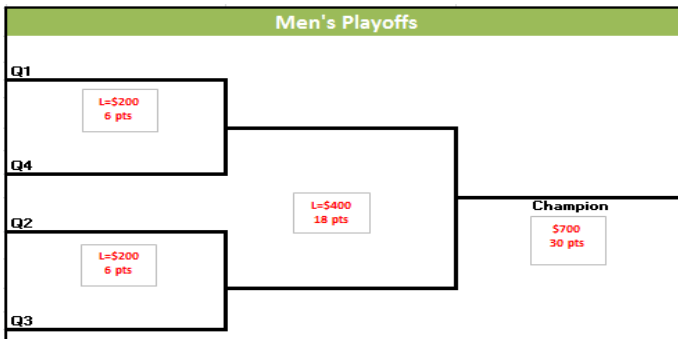 Men's Playoffs
Q1
L=$200
6 pts
Q4
L=$400
18 pts
Champion
$700
30 pts
Q2
L=$200
6 pts
Q3